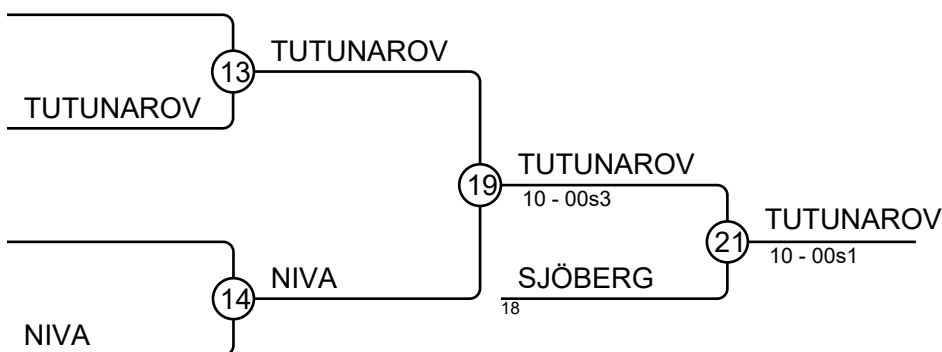 TUTUNAROV
13
TUTUNAROV
TUTUNAROV
19
10 - 00s3
TUTUNAROV
21
10 - 00s1
SJÖBERG
18
NIVA
14
NIVA